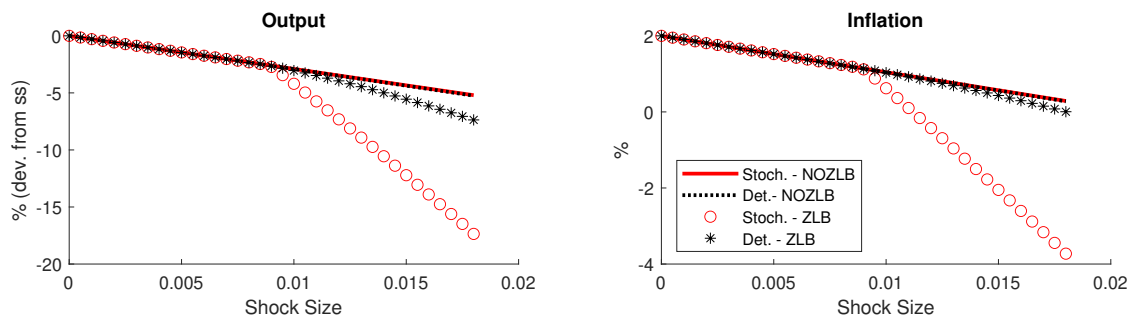 Output
0
-5
-10
-15
-20
% (dev. from ss)
0
0.005
0.01
0.015
0.02
Shock Size
Inflation
2
0
-2
-4
%
0
0.005
0.01
0.015
0.02
Shock Size
Stoch. - NOZLB
Det.- NOZLB
Stoch. - ZLB
Det. - ZLB